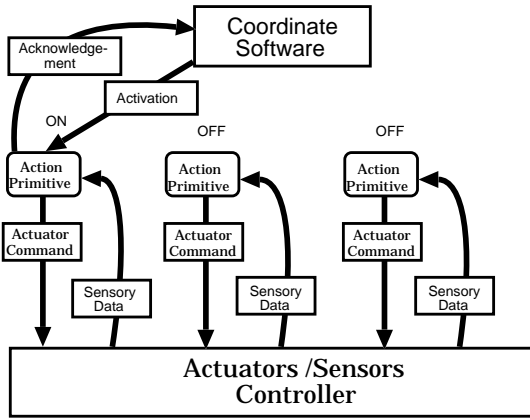 Coordinate
Software
Acknowledge-
ment
Activation
ON
OFF
OFF
Action
Primitive
Action
Primitive
Action
Primitive
Actuator
Command
Actuator
Command
Actuator
Command
Sensory
Data
Sensory
Data
Sensory
Data
Actuators /Sensors
Controller